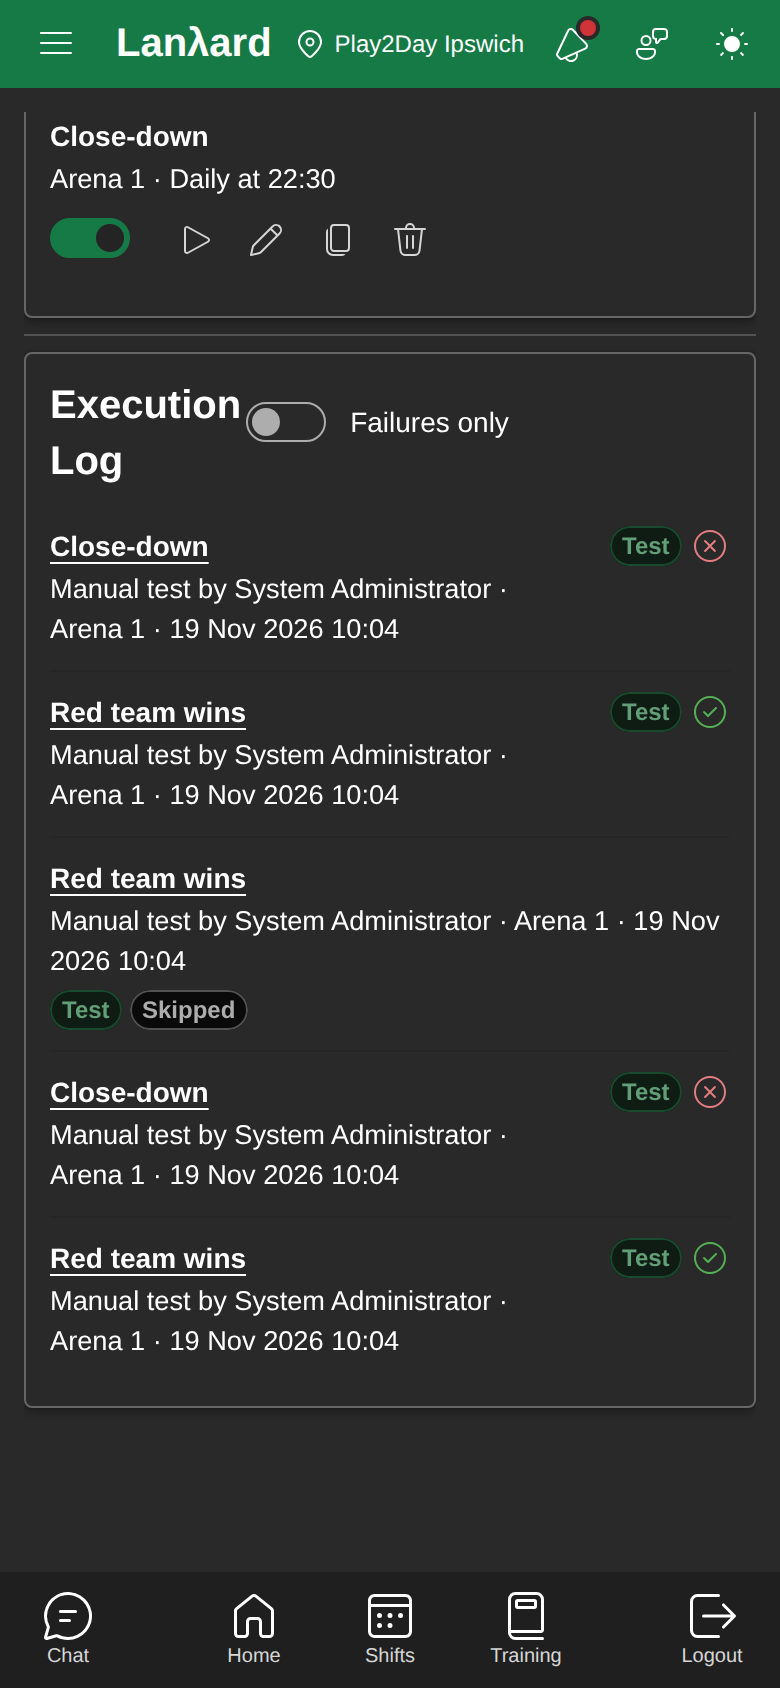 Lanλard
Play2Day Ipswich
Close-down
Arena 1 · Daily at 22:30
Execution
Log
Failures only
Close-down
Test
Manual test by System Administrator ·
Arena 1 · 19 Nov 2026 10:04
Red team wins
Test
Manual test by System Administrator ·
Arena 1 · 19 Nov 2026 10:04
Red team wins
Manual test by System Administrator · Arena 1 · 19 Nov
2026 10:04
Test
Skipped
Close-down
Test
Manual test by System Administrator ·
Arena 1 · 19 Nov 2026 10:04
Red team wins
Test
Manual test by System Administrator ·
Arena 1 · 19 Nov 2026 10:04
Chat
Home
Shifts
Training
Logout